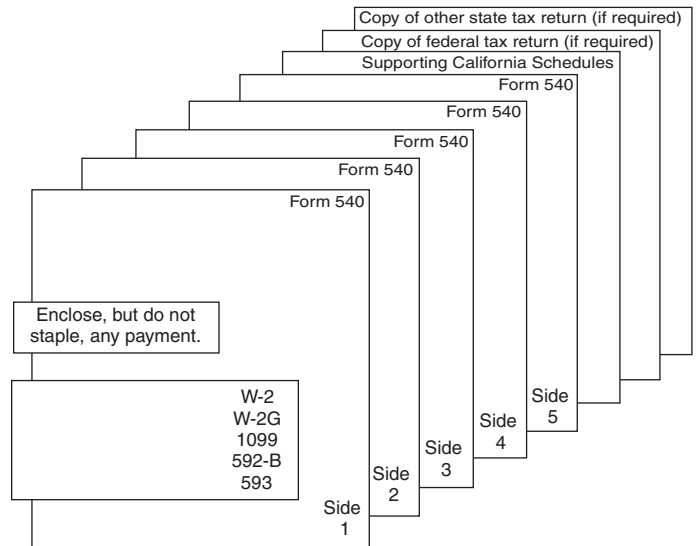 Copy of other state tax return (if required)
Copy of federal tax return (if required)
Supporting California Schedules
Form 540
Form 540
Form 540
Form 540
Form 540
Enclose, but do not
staple, any payment.
W-2
W-2G
1099
592-B
593
Side
1
Side
2
Side
3
Side
4
Side
5